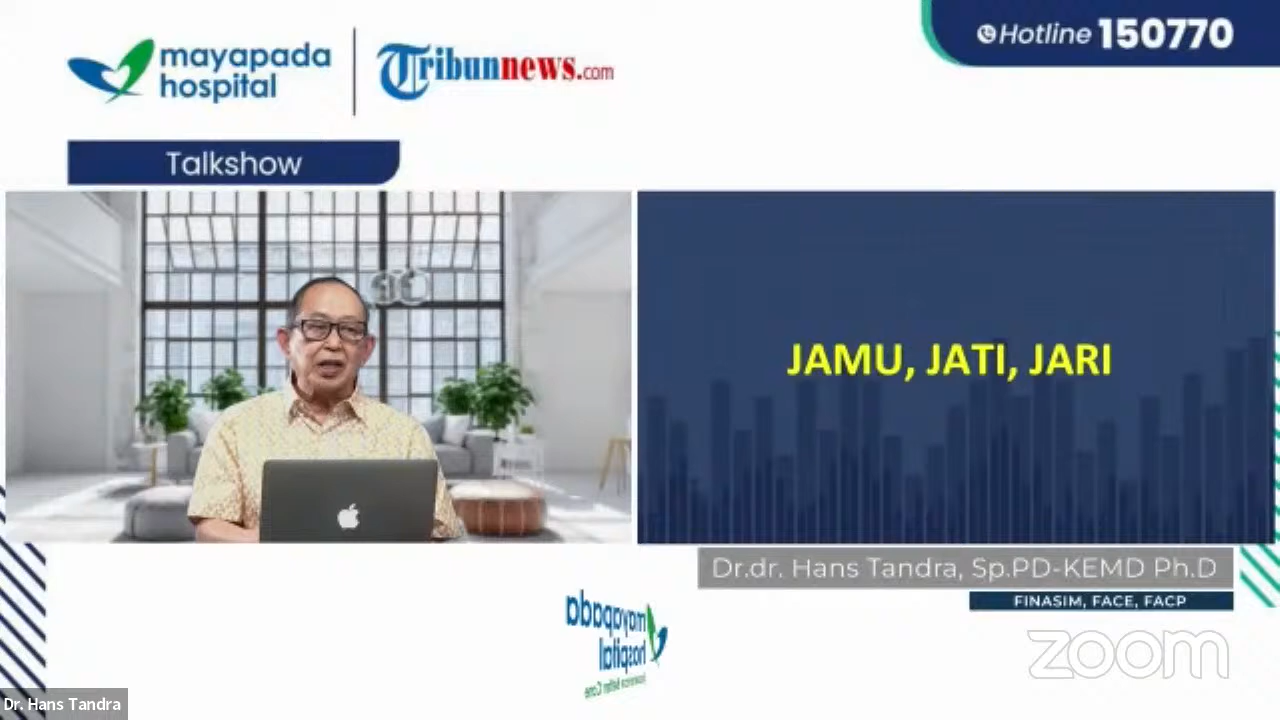 mayapada
hospital
Tribunnews.com
Hotline 150770
Talkshow
JAMU, JATI, JARI
Dr.dr. Hans Tandra, Sp.PD-KEMD Ph.D
FINASIM, FACE, FACP
mayapada
hospital
zoom
Dr. Hans Tandra